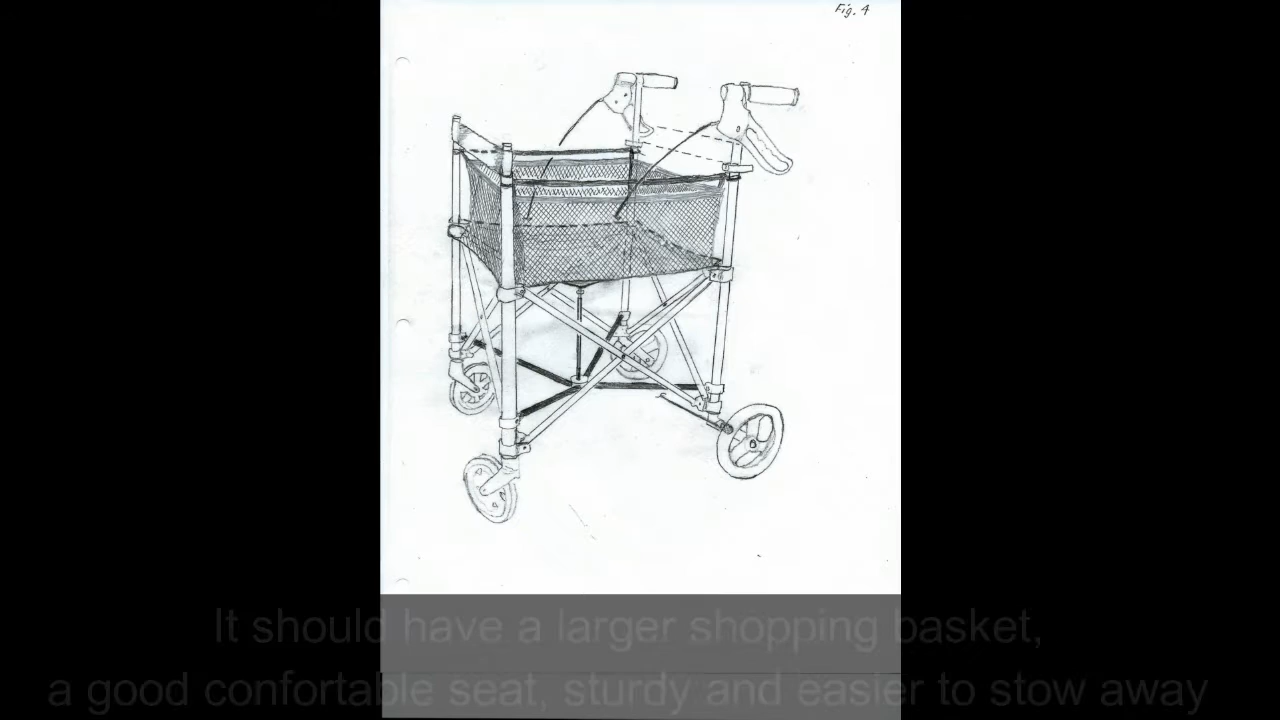 Fig. 4
It should have a larger shopping basket,
a good confortable seat, sturdy and easier to stow away